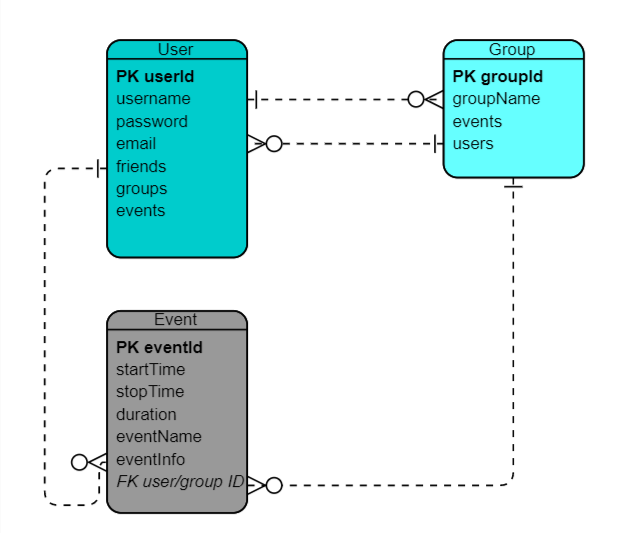 User
PK userId
username
password
email
friends
groups
events
Group
PK groupId
groupName
events
users
Event
PK eventId
startTime
stopTime
duration
eventName
eventInfo
FK user/group ID